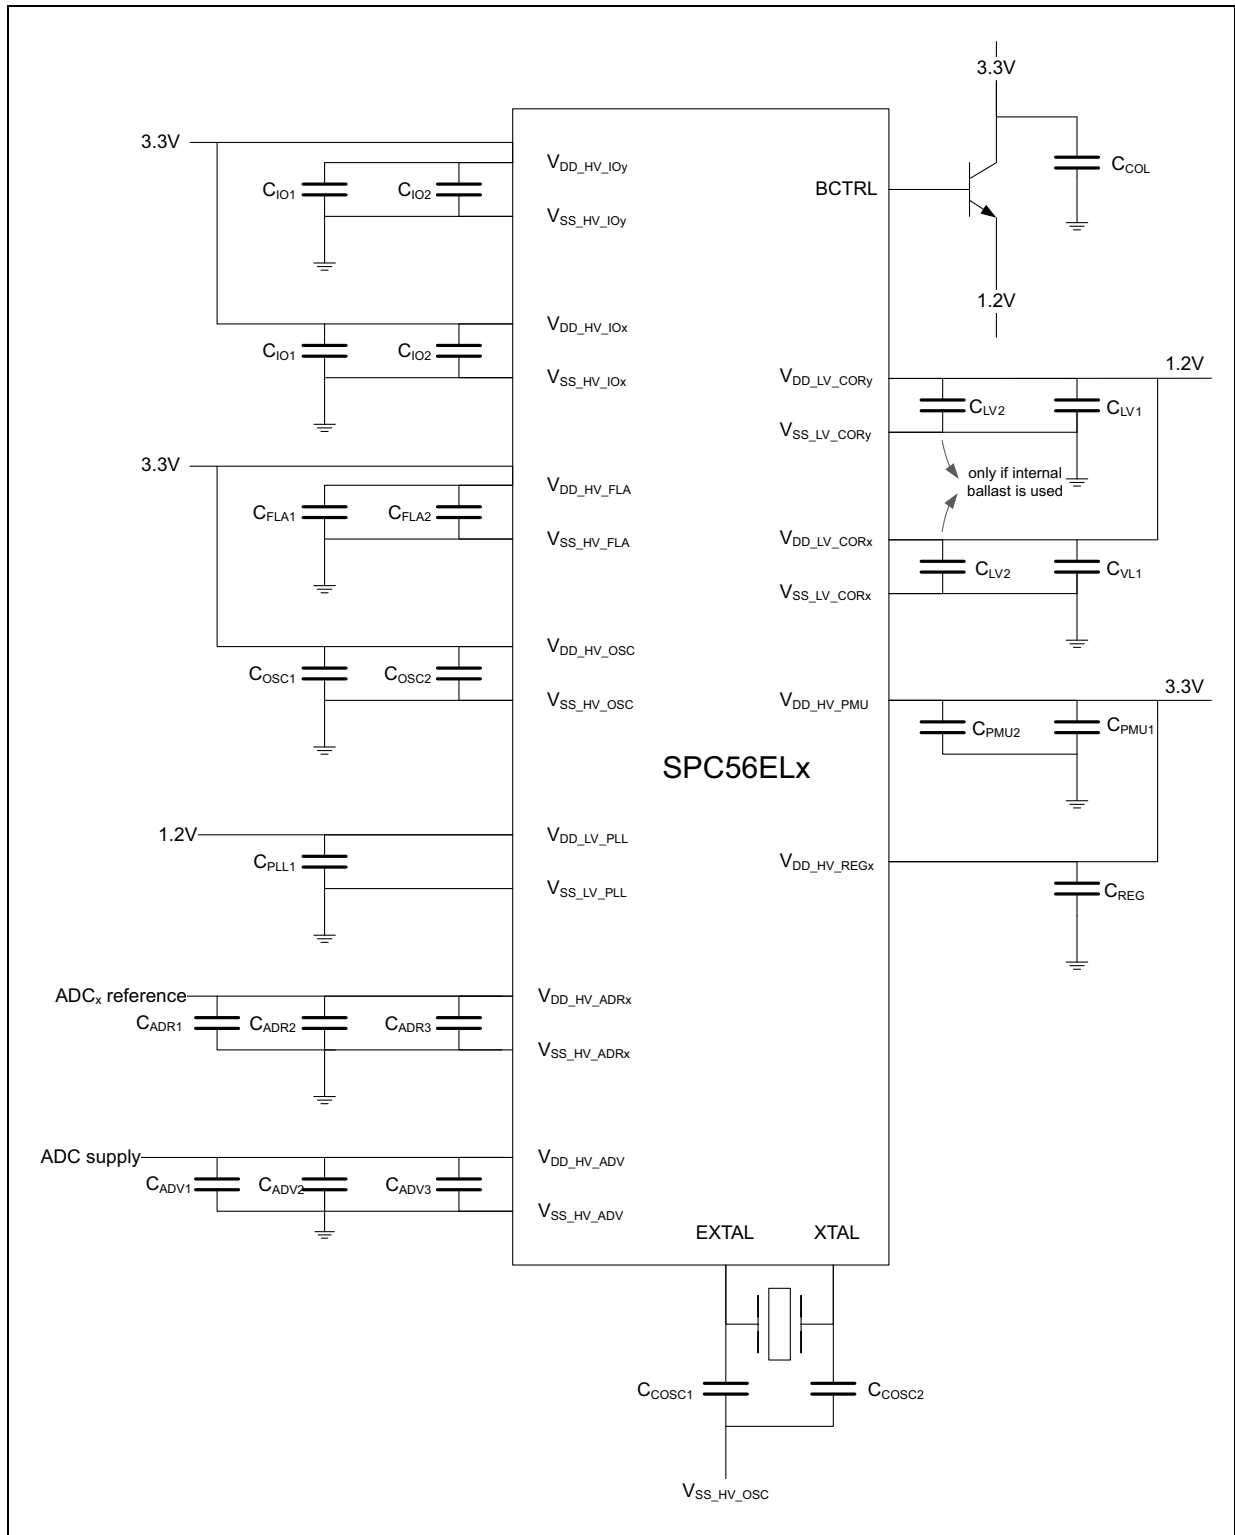 3.3V
3.3V
VDD_HV_IOy
CIO1
CIO2
BCTRL
CCOL
VSS_HV_IOy
1.2V
VDD_HV_IOx
CIO1
CIO2
VSS_HV_IOx
VDD_LV_CORy
1.2V
CLV2
CLV1
VSS_LV_CORy
3.3V
only if internal
ballast is used
VDD_HV_FLA
CFLA1
CFLA2
VSS_HV_FLA
VDD_LV_CORx
CLV2
CVL1
VSS_LV_CORx
VDD_HV_OSC
COSC1
COSC2
VSS_HV_OSC
VDD_HV_PMU
3.3V
CPMU2
CPMU1
SPC56ELx
1.2V
VDD_LV_PLL
CPLL1
VSS_LV_PLL
VDD_HV_REGx
CREG
ADCx reference
VDD_HV_ADRx
CADR1
CADR2
CADR3
VSS_HV_ADRx
ADC supply
VDD_HV_ADV
CADV1
CADV2
CADV3
VSS_HV_ADV
EXTAL
XTAL
CCOSC1
CCOSC2
VSS_HV_OSC